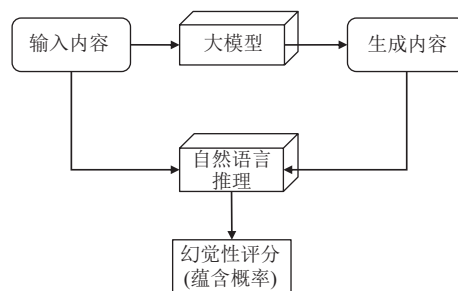 输入内容
大模型
生成内容
自然语言
推理
幻觉性评分
(蕴含概率)